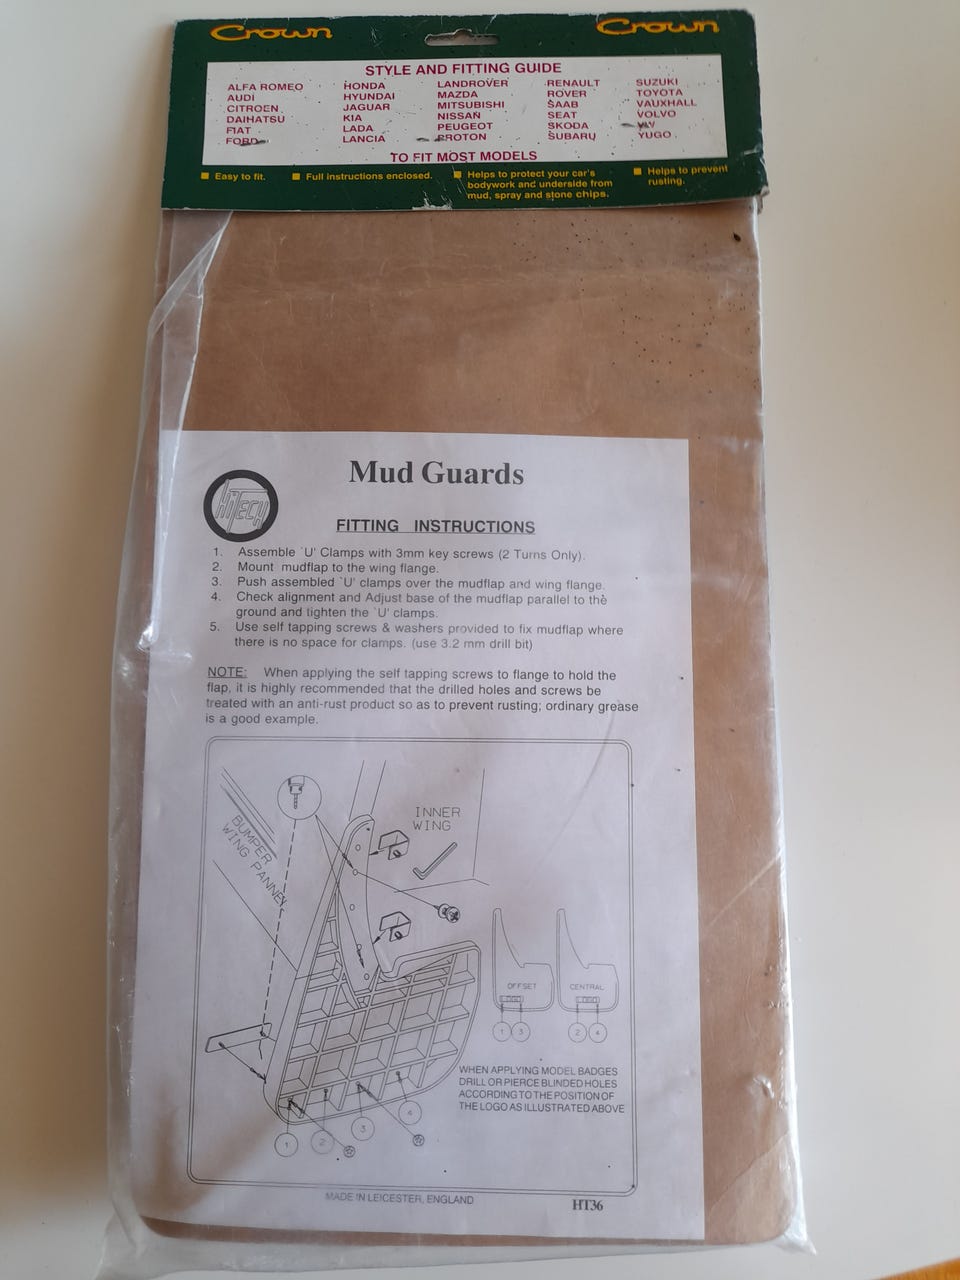 Crown Crown
STYLE AND FITTING GUIDE
ALFA ROMEO HONDA LANDROVER RENAULT SUZUKI
AUDI HYUNDAI MAZDA ROVER TOYOTA
CITROEN JAGUAR MITSUBISHI SAAB VAUXHALL
DAIHATSU KIA NISSAN SEAT VOLVO
FIAT LADA PEUGEOT SKODA VW
FORD LANCIA PROTON SUBARU YUGO
TO FIT MOST MODELS
Easy to fit.
Full instructions enclosed.
Helps to protect your car's
bodywork and underside from
mud, spray and stone chips.
Helps to prevent
rusting.
HiTECH
Mud Guards
FITTING INSTRUCTIONS
1. Assemble `U' Clamps with 3mm key screws (2 Turns Only).
2. Mount mudflap to the wing flange.
3. Push assembled `U' clamps over the mudflap and wing flange.
4. Check alignment and Adjust base of the mudflap parallel to the
ground and tighten the `U' clamps.
5. Use self tapping screws & washers provided to fix mudflap where
there is no space for clamps. (use 3.2 mm drill bit)
NOTE: When applying the self tapping screws to flange to hold the
flap, it is highly recommended that the drilled holes and screws be
treated with an anti-rust product so as to prevent rusting; ordinary grease
is a good example.
BUMPER
WING PANNEL
INNER
WING
OFFSET CENTRAL
LOGO LOGO
1 3 2 4
WHEN APPLYING MODEL BADGES
DRILL OR PIERCE BLINDED HOLES
ACCORDING TO THE POSITION OF
THE LOGO AS ILLUSTRATED ABOVE
1 2 3 4
MADE IN LEICESTER, ENGLAND
HT36